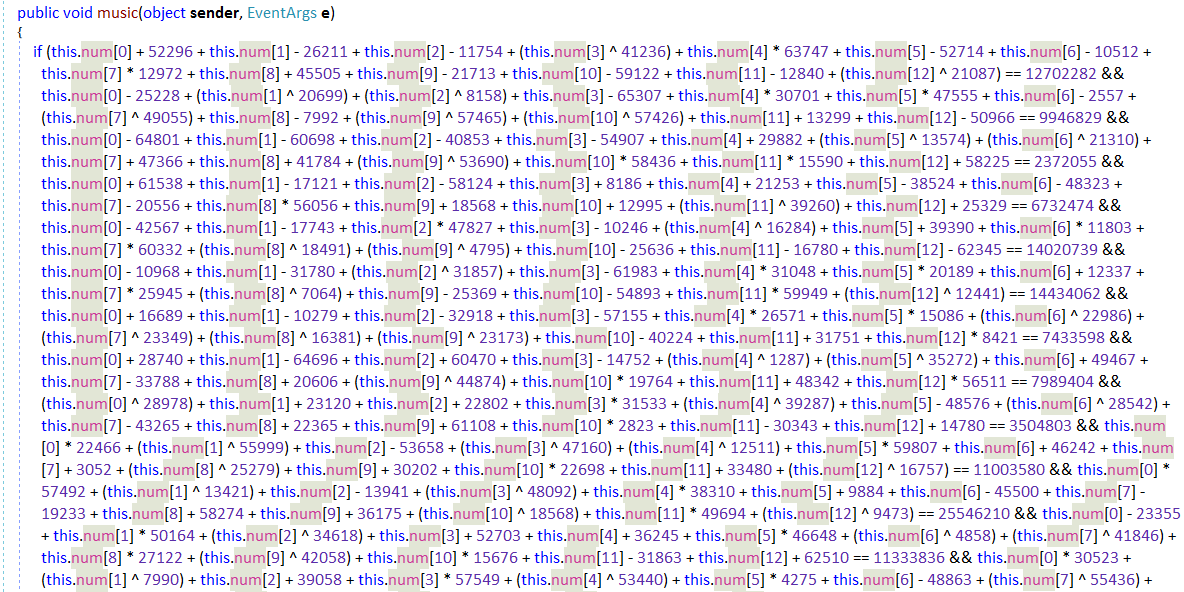 public void music(object sender, EventArgs e)
{
if (this.num[0] + 52296 + this.num[1] - 26211 + this.num[2] - 11754 + (this.num[3] ^ 41236) + this.num[4] * 63747 + this.num[5] - 52714 + this.num[6] - 10512 +
this.num[7] * 12972 + this.num[8] + 45505 + this.num[9] - 21713 + this.num[10] - 59122 + this.num[11] - 12840 + (this.num[12] ^ 21087) == 12702282 &&
this.num[0] - 25228 + (this.num[1] ^ 20699) + (this.num[2] ^ 8158) + this.num[3] - 65307 + this.num[4] * 30701 + this.num[5] * 47555 + this.num[6] - 2557 +
(this.num[7] ^ 49055) + this.num[8] - 7992 + (this.num[9] ^ 57465) + (this.num[10] ^ 57426) + this.num[11] + 13299 + this.num[12] - 50966 == 9946829 &&
this.num[0] - 64801 + this.num[1] - 60698 + this.num[2] - 40853 + this.num[3] - 54907 + this.num[4] + 29882 + (this.num[5] ^ 13574) + (this.num[6] ^ 21310) +
this.num[7] + 47366 + this.num[8] + 41784 + (this.num[9] ^ 53690) + this.num[10] * 58436 + this.num[11] * 15590 + this.num[12] + 58225 == 2372055 &&
this.num[0] + 61538 + this.num[1] - 17121 + this.num[2] - 58124 + this.num[3] + 8186 + this.num[4] + 21253 + this.num[5] - 38524 + this.num[6] - 48323 +
this.num[7] - 20556 + this.num[8] * 56056 + this.num[9] + 18568 + this.num[10] + 12995 + (this.num[11] ^ 39260) + this.num[12] + 25329 == 6732474 &&
this.num[0] - 42567 + this.num[1] - 17743 + this.num[2] * 47827 + this.num[3] - 10246 + (this.num[4] ^ 16284) + this.num[5] + 39390 + this.num[6] * 11803 +
this.num[7] * 60332 + (this.num[8] ^ 18491) + (this.num[9] ^ 4795) + this.num[10] - 25636 + this.num[11] - 16780 + this.num[12] - 62345 == 14020739 &&
this.num[0] - 10968 + this.num[1] - 31780 + (this.num[2] ^ 31857) + this.num[3] - 61983 + this.num[4] * 31048 + this.num[5] * 20189 + this.num[6] + 12337 +
this.num[7] * 25945 + (this.num[8] ^ 7064) + this.num[9] - 25369 + this.num[10] - 54893 + this.num[11] * 59949 + (this.num[12] ^ 12441) == 14434062 &&
this.num[0] + 16689 + this.num[1] - 10279 + this.num[2] - 32918 + this.num[3] - 57155 + this.num[4] * 26571 + this.num[5] * 15086 + (this.num[6] ^ 22986) +
(this.num[7] ^ 23349) + (this.num[8] ^ 16381) + (this.num[9] ^ 23173) + this.num[10] - 40224 + this.num[11] + 31751 + this.num[12] * 8421 == 7433598 &&
this.num[0] + 28740 + this.num[1] - 64696 + this.num[2] + 60470 + this.num[3] - 14752 + (this.num[4] ^ 1287) + (this.num[5] ^ 35272) + this.num[6] + 49467 +
this.num[7] - 33788 + this.num[8] + 20606 + (this.num[9] ^ 44874) + this.num[10] * 19764 + this.num[11] + 48342 + this.num[12] * 56511 == 7989404 &&
(this.num[0] ^ 28978) + this.num[1] + 23120 + this.num[2] + 22802 + this.num[3] * 31533 + (this.num[4] ^ 39287) + this.num[5] - 48576 + (this.num[6] ^ 28542) +
this.num[7] - 43265 + this.num[8] + 22365 + this.num[9] + 61108 + this.num[10] * 2823 + this.num[11] - 30343 + this.num[12] + 14780 == 3504803 && this.num
[0] * 22466 + (this.num[1] ^ 55999) + this.num[2] - 53658 + (this.num[3] ^ 47160) + (this.num[4] ^ 12511) + this.num[5] * 59807 + this.num[6] + 46242 + this.num
[7] + 3052 + (this.num[8] ^ 25279) + this.num[9] + 30202 + this.num[10] * 22698 + this.num[11] + 33480 + (this.num[12] ^ 16757) == 11003580 && this.num[0] *
57492 + (this.num[1] ^ 13421) + this.num[2] - 13941 + (this.num[3] ^ 48092) + this.num[4] * 38310 + this.num[5] + 9884 + this.num[6] - 45500 + this.num[7] -
19233 + this.num[8] + 58274 + this.num[9] + 36175 + (this.num[10] ^ 18568) + this.num[11] * 49694 + (this.num[12] ^ 9473) == 25546210 && this.num[0] - 23355
+ this.num[1] * 50164 + (this.num[2] ^ 34618) + this.num[3] + 52703 + this.num[4] + 36245 + this.num[5] * 46648 + (this.num[6] ^ 4858) + (this.num[7] ^ 41846) +
this.num[8] * 27122 + (this.num[9] ^ 42058) + this.num[10] * 15676 + this.num[11] - 31863 + this.num[12] + 62510 == 11333836 && this.num[0] * 30523 +
(this.num[1] ^ 7990) + this.num[2] + 39058 + this.num[3] * 57549 + (this.num[4] ^ 53440) + this.num[5] * 4275 + this.num[6] - 48863 + (this.num[7] ^ 55436) +